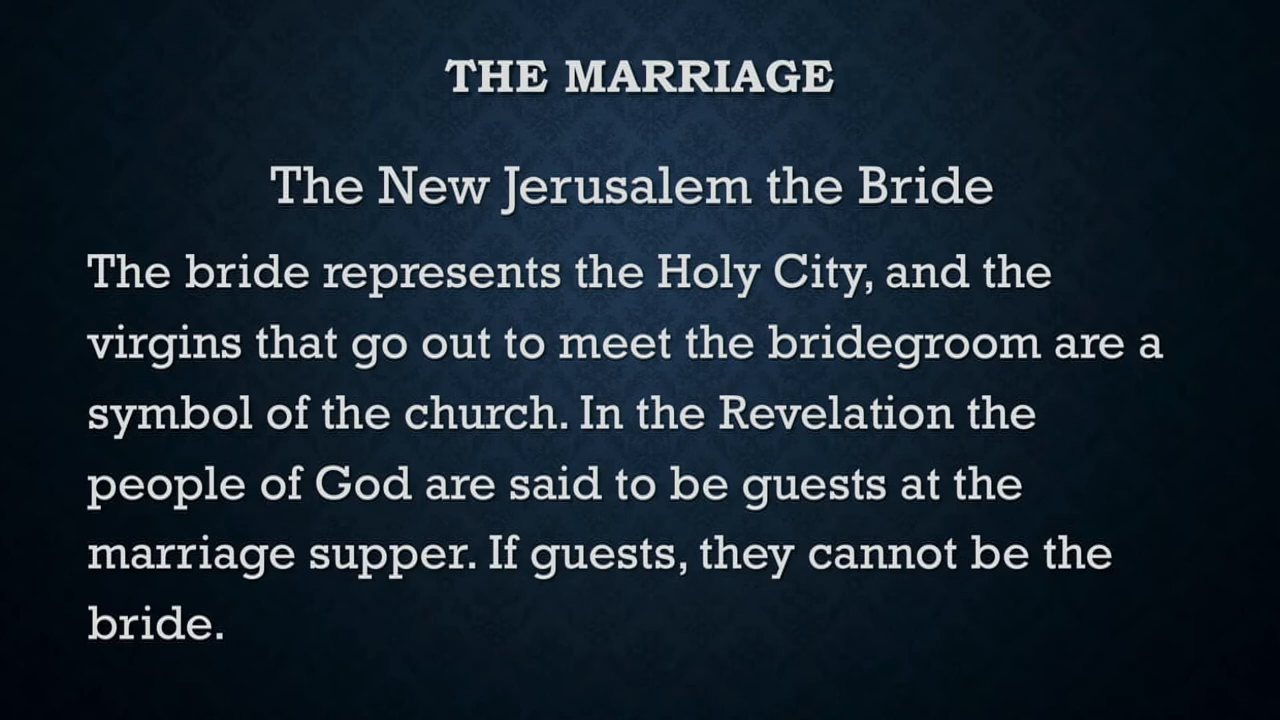 THE MARRIAGE
The New Jerusalem the Bride
The bride represents the Holy City, and the
virgins that go out to meet the bridegroom are a
symbol of the church. In the Revelation the
people of God are said to be guests at the
marriage supper. If guests, they cannot be the
bride.